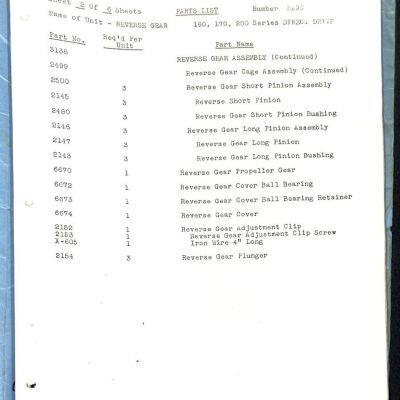 Sheet 2 Of 6 Sheets PARTS LIST Number
Name of Unit - REVERSE GEAR 160, 170, 200 Series DIRECT DRIVE
Part No. Req'd Per Unit Part Name
3138 REVERSE GEAR ASSEMBLY (Continued)
2499 Reverse Gear Cage Assembly (Continued)
2500 3 Reverse Gear Short Pinion Assembly
2145 3 Reverse Short Pinion
2480 3 Reverse Gear Short Pinion Bushing
2146 3 Reverse Gear Long Pinion Assembly
2147 3 Reverse Gear Long Pinion
2143 3 Reverse Gear Long Pinion Bushing
6670 1 Reverse Gear Propeller Gear
6672 1 Reverse Gear Cover Ball Bearing
6673 1 Reverse Gear Cover Ball Bearing Retainer
6674 1 Reverse Gear Cover
2152 1 Reverse Gear Adjustment Clip
2153 1 Reverse Gear Adjustment Clip Screw
X-605 1 Iron Wire 4" Long
2154 3 Reverse Gear Plunger